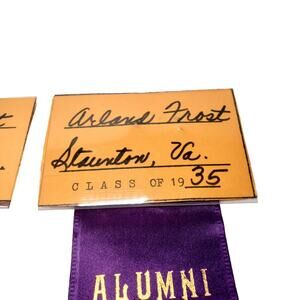 Arland Frost
Staunton, Va.
CLASS OF 1935
ALUMNI